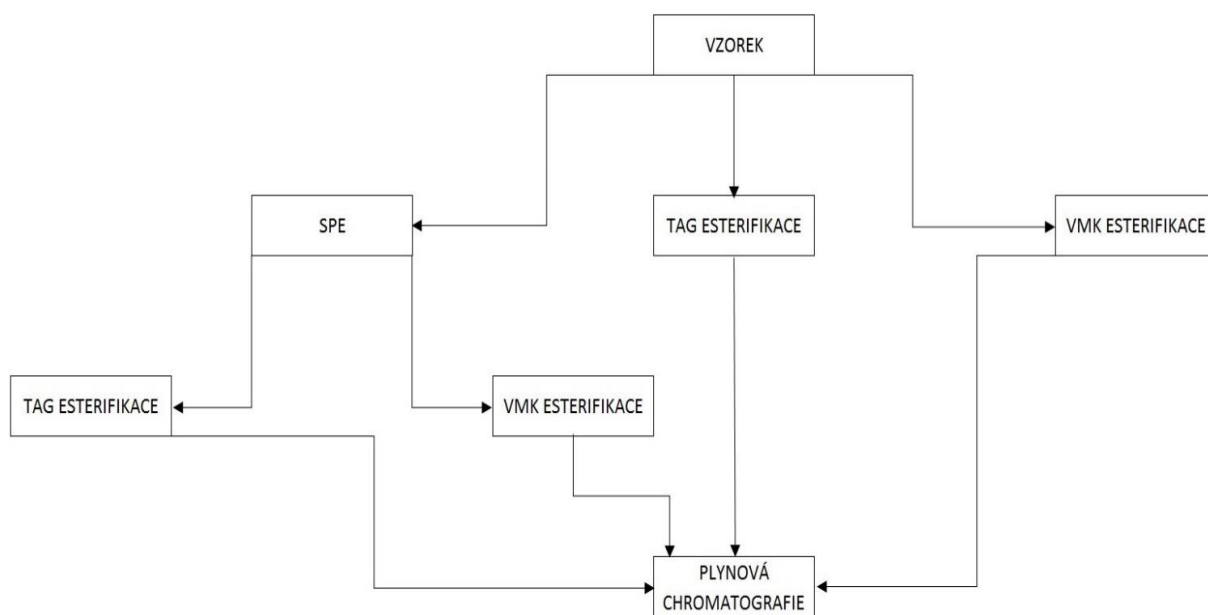 VZOREK
SPE
TAG ESTERIFIKACE
VMK ESTERIFIKACE
TAG ESTERIFIKACE
VMK ESTERIFIKACE
PLYNOVÁ
CHROMATOGRAFIE